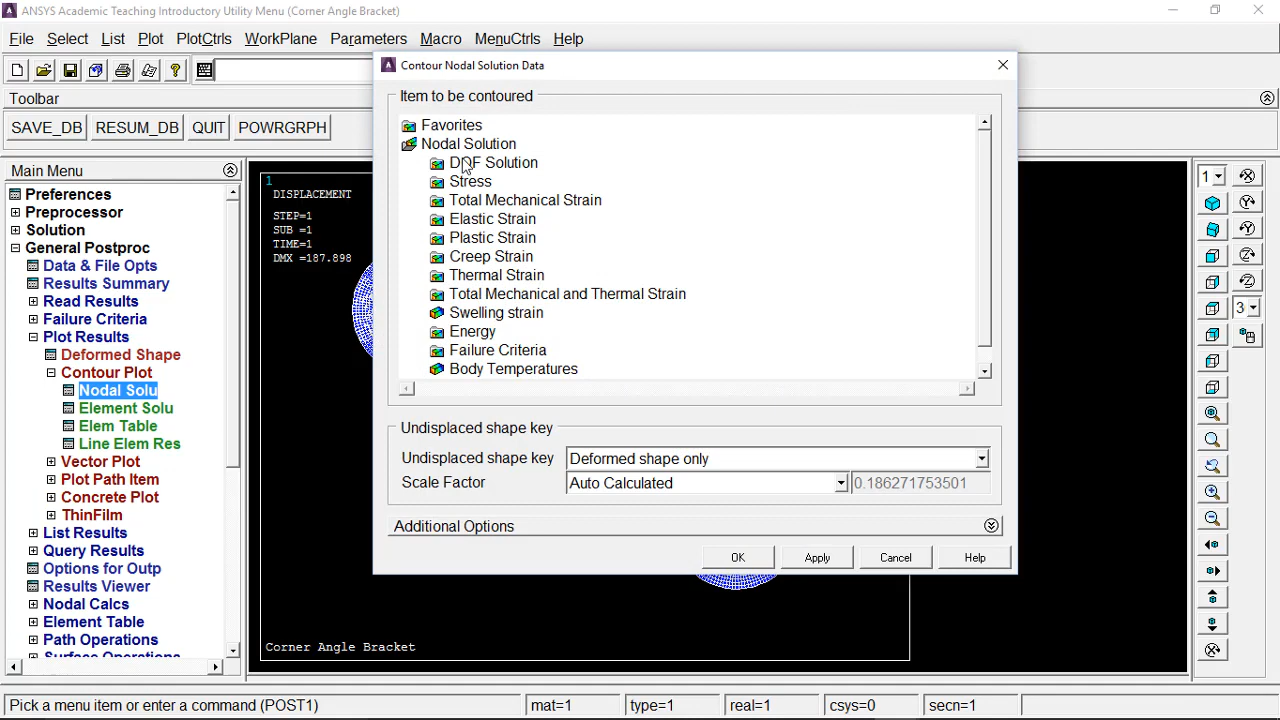 ANSYS Academic Teaching Introductory Utility Menu (Corner Angle Bracket)
File Select List Plot PlotCtrls WorkPlane Parameters Macro MenuCtrls Help
Contour Nodal Solution Data
Toolbar
SAVE_DB RESUM_DB QUIT POWRGRPH
Main Menu
Preferences
Preprocessor
Solution
General Postproc
Data & File Opts
Results Summary
Read Results
Failure Criteria
Plot Results
Deformed Shape
Contour Plot
Nodal Solu
Element Solu
Elem Table
Line Elem Res
Vector Plot
Plot Path Item
Concrete Plot
ThinFilm
List Results
Query Results
Options for Outp
Results Viewer
Nodal Calcs
Element Table
Path Operations
Surface Operations
1
DISPLACEMENT
STEP=1
SUB =1
TIME=1
DMX =187.898
Corner Angle Bracket
Item to be contoured
Favorites
Nodal Solution
DOF Solution
Stress
Total Mechanical Strain
Elastic Strain
Plastic Strain
Creep Strain
Thermal Strain
Total Mechanical and Thermal Strain
Swelling strain
Energy
Failure Criteria
Body Temperatures
Undisplaced shape key
Undisplaced shape key Deformed shape only
Scale Factor Auto Calculated 0.186271753501
Additional Options
OK Apply Cancel Help
1
3
Pick a menu item or enter a command (POST1) mat=1 type=1 real=1 csys=0 secn=1